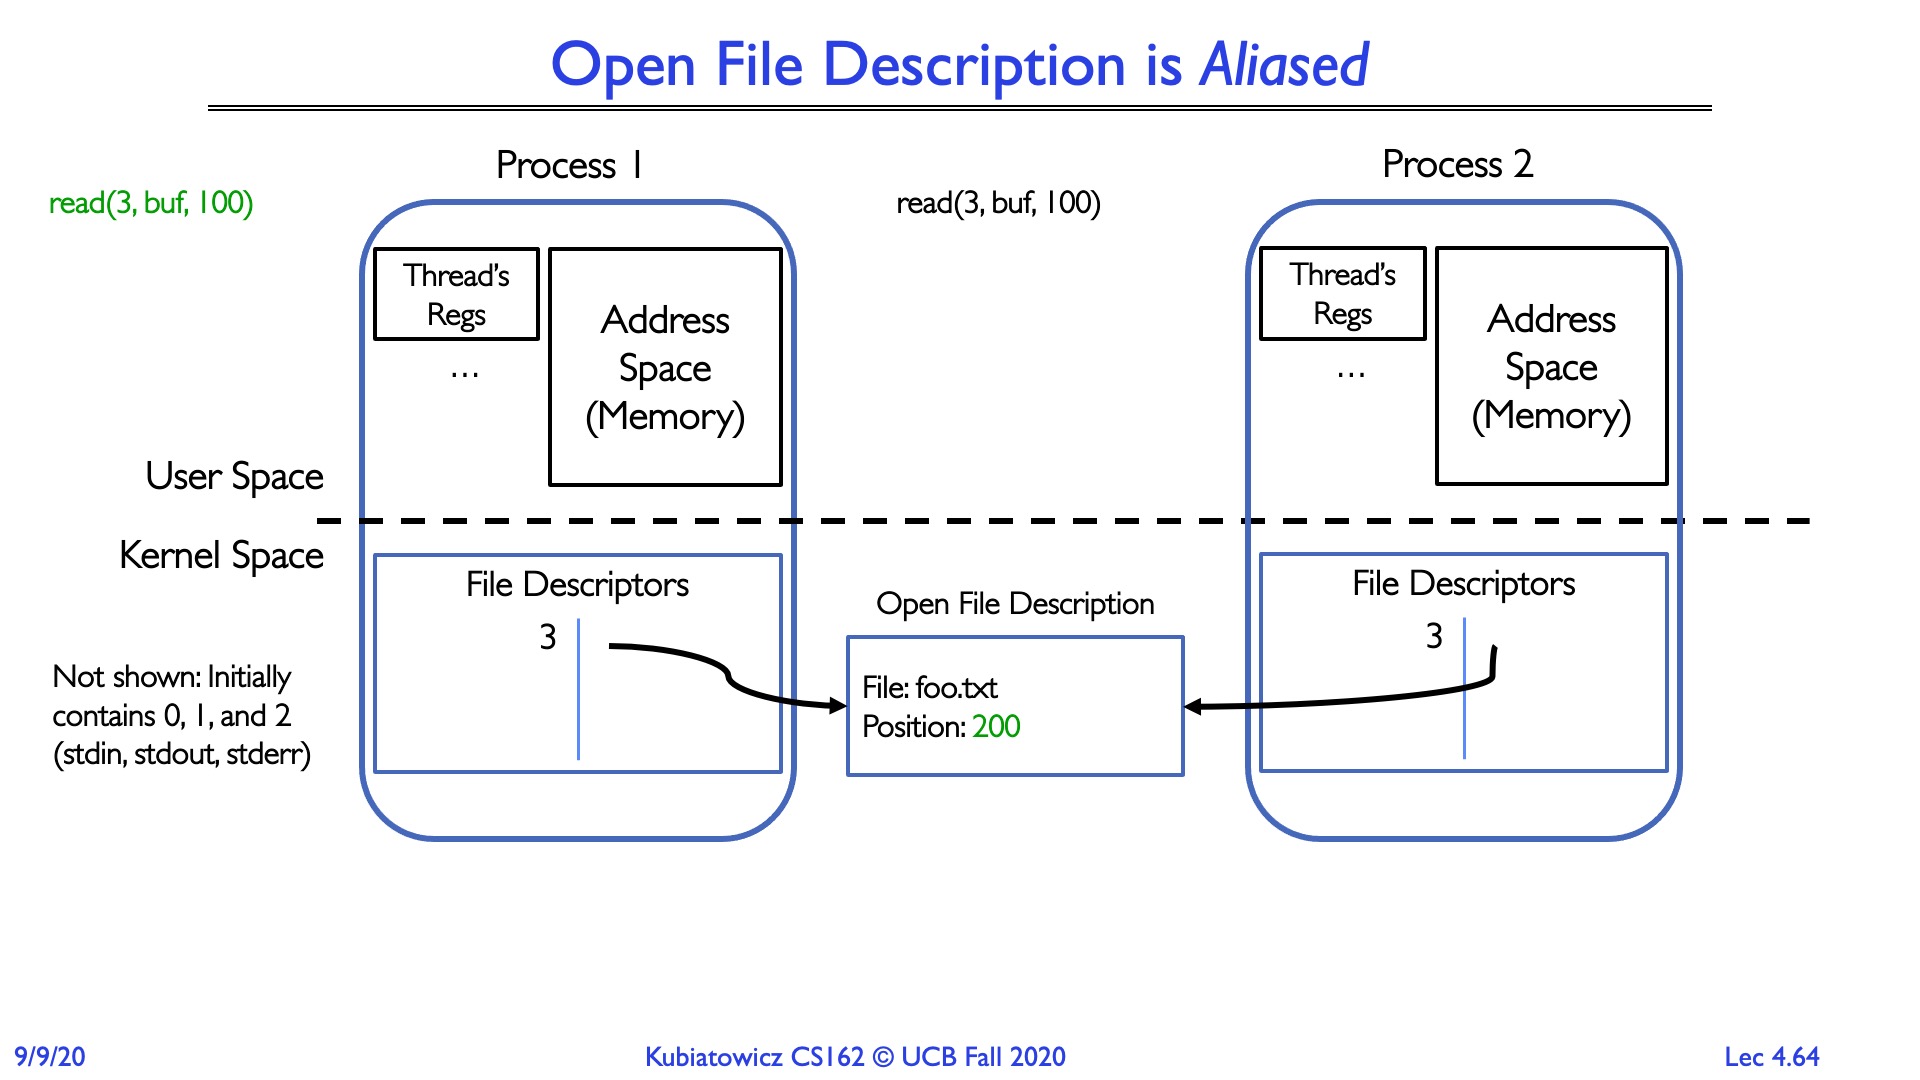 Open File Description is Aliased
Process 1
Process 2
read(3, buf, 100)
read(3, buf, 100)
Thread's
Regs
...
Address
Space
(Memory)
Thread's
Regs
...
Address
Space
(Memory)
User Space
Kernel Space
File Descriptors
3
Open File Description
File: foo.txt
Position: 200
File Descriptors
3
Not shown: Initially
contains 0, 1, and 2
(stdin, stdout, stderr)
9/9/20
Kubiatowicz CS162 © UCB Fall 2020
Lec 4.64